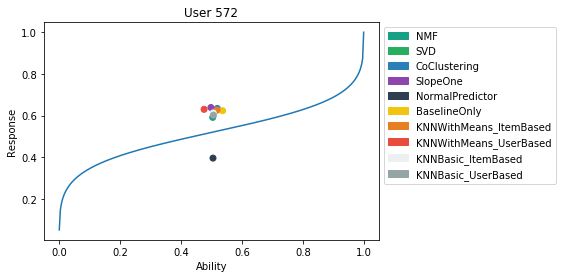 User 572
1.0
0.8
0.6
0.4
0.2
Response
0.0
0.2
0.4
0.6
0.8
1.0
Ability
NMF
SVD
CoClustering
SlopeOne
NormalPredictor
BaselineOnly
KNNWithMeans_ItemBased
KNNWithMeans_UserBased
KNNBasic_ItemBased
KNNBasic_UserBased